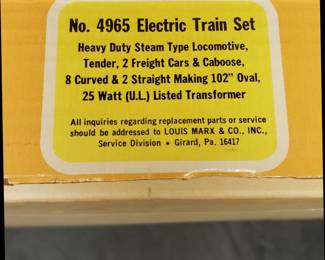 No. 4965 Electric Train Set
Heavy Duty Steam Type Locomotive,
Tender, 2 Freight Cars & Caboose,
8 Curved & 2 Straight Making 102" Oval,
25 Watt (U.L.) Listed Transformer
All inquiries regarding replacement parts or service
should be addressed to LOUIS MARX & CO., INC.,
Service Division • Girard, Pa. 16417